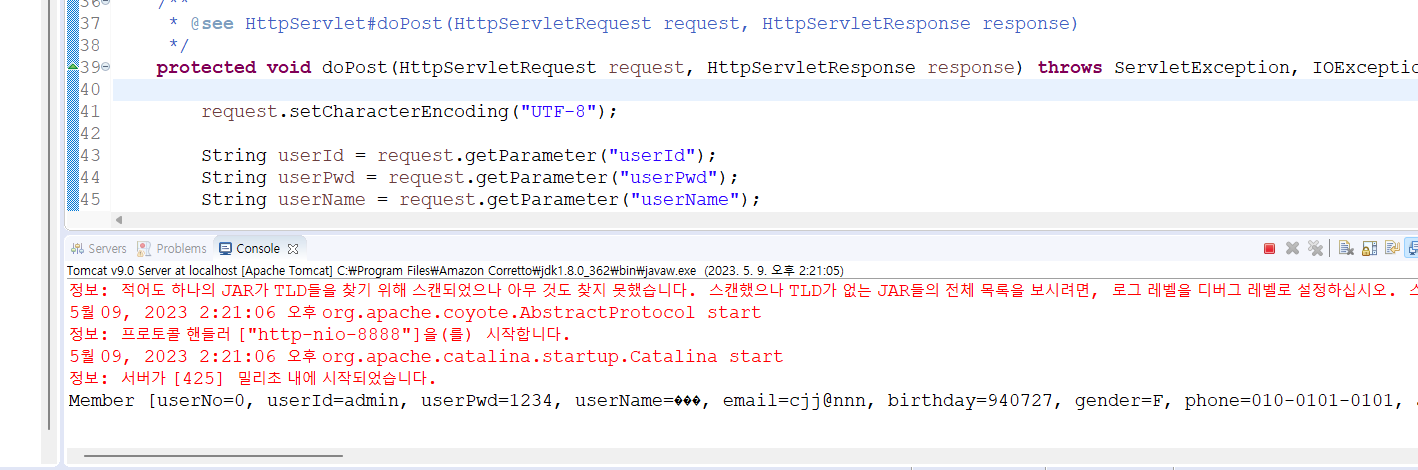 36 /**
37 * @see HttpServlet#doPost(HttpServletRequest request, HttpServletResponse response)
38 */
39 protected void doPost(HttpServletRequest request, HttpServletResponse response) throws ServletException, IOExceptio
40
41 request.setCharacterEncoding("UTF-8");
42
43 String userId = request.getParameter("userId");
44 String userPwd = request.getParameter("userPwd");
45 String userName = request.getParameter("userName");
Servers Problems Console
Tomcat v9.0 Server at localhost [Apache Tomcat] C:₩Program Files₩Amazon Corretto₩jdk1.8.0_362₩bin₩javaw.exe (2023. 5. 9. 오후 2:21:05)
정보: 적어도 하나의 JAR가 TLD들을 찾기 위해 스캔되었으나 아무 것도 찾지 못했습니다. 스캔했으나 TLD가 없는 JAR들의 전체 목록을 보시려면, 로그 레벨을 디버그 레벨로 설정하십시오.
5월 09, 2023 2:21:06 오후 org.apache.coyote.AbstractProtocol start
정보: 프로토콜 핸들러 ["http-nio-8888"]을(를) 시작합니다.
5월 09, 2023 2:21:06 오후 org.apache.catalina.startup.Catalina start
정보: 서버가 [425] 밀리초 내에 시작되었습니다.
Member [userNo=0, userId=admin, userPwd=1234, userName=���, email=cjj@nnn, birthday=940727, gender=F, phone=010-0101-0101,